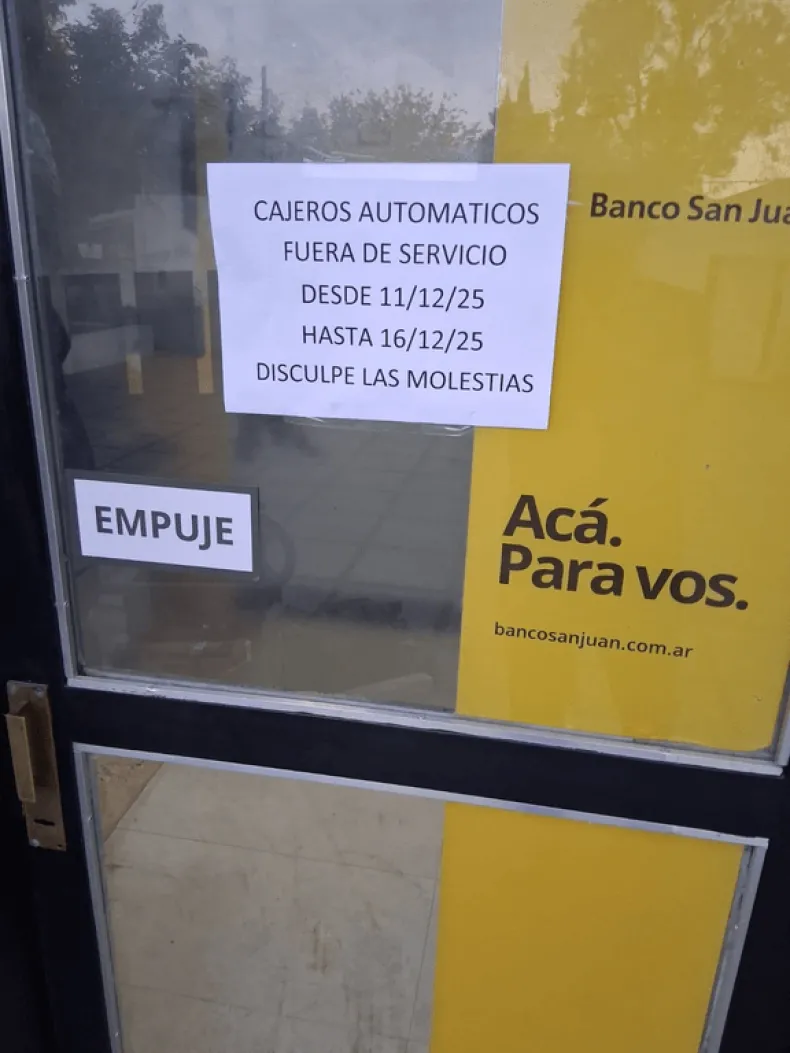 CAJEROS AUTOMATICOS
FUERA DE SERVICIO
DESDE 11/12/25
HASTA 16/12/25
DISCULPE LAS MOLESTIAS
Banco San Jua
EMPUJE
Acá.
Para vos.
bancosanjuan.com.ar